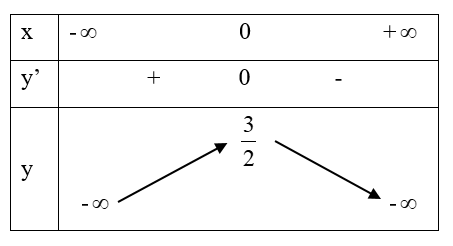 x -∞ 0 +∞
y’ + 0 -
3
2
y
-∞ -∞